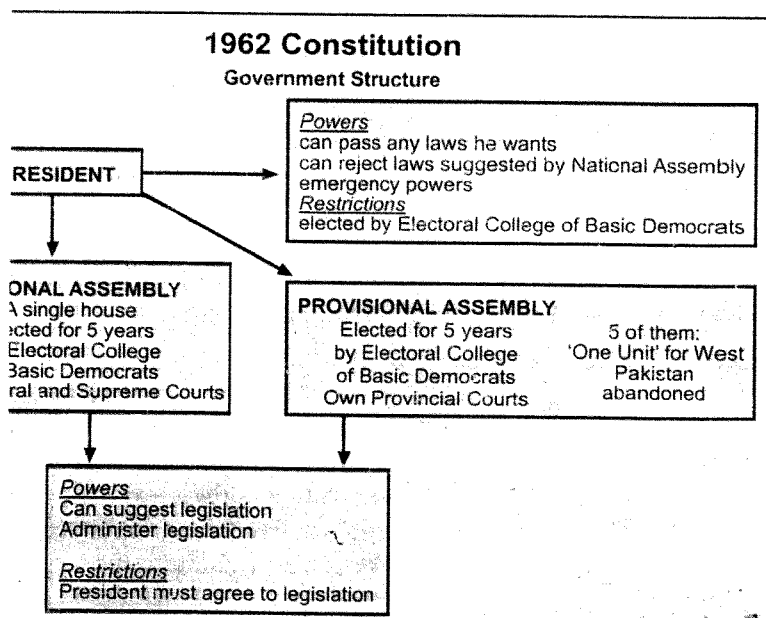 1962 Constitution
Government Structure
Powers
can pass any laws he wants
can reject laws suggested by National Assembly
emergency powers
Restrictions
elected by Electoral College of Basic Democrats
RESIDENT
ONAL ASSEMBLY
A single house
ected for 5 years
Electoral College
Basic Democrats
ral and Supreme Courts
PROVISIONAL ASSEMBLY
Elected for 5 years
by Electoral College
of Basic Democrats
Own Provincial Courts
5 of them:
'One Unit' for West
Pakistan
abandoned
Powers
Can suggest legislation
Administer legislation
Restrictions
President must agree to legislation